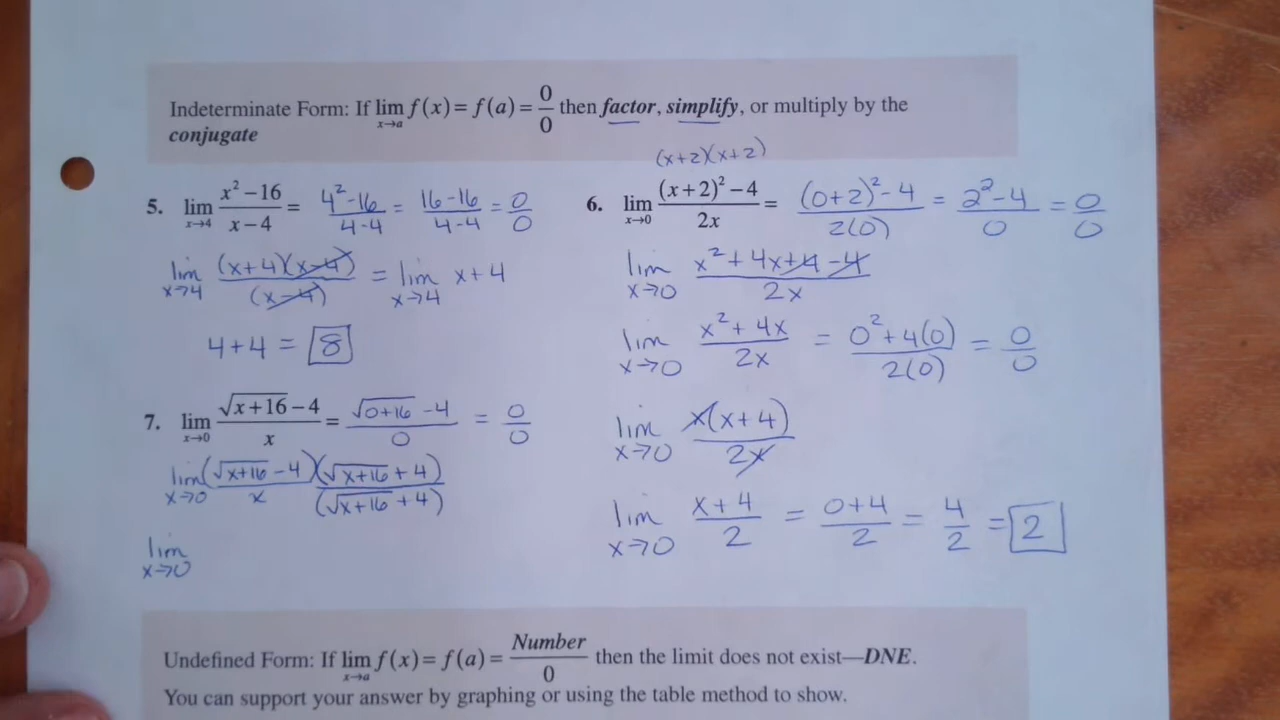 Indeterminate Form: If lim x→a f(x) = f(a) = 0/0 then factor, simplify, or multiply by the
conjugate
5. lim x→4 (x² − 16)/(x − 4) = (4² - 16)/(4 - 4) = (16 - 16)/(4 - 4) = 0/0
lim x→4 (x+4)(x-4)/(x-4) = lim x→4 x + 4
4 + 4 = 8
(x+2)(x+2)
6. lim x→0 ((x + 2)² − 4)/(2x) = ((0+2)² - 4)/(2(0)) = (2² - 4)/0 = 0/0
lim x→0 (x² + 4x + 4 - 4)/(2x)
lim x→0 (x² + 4x)/(2x) = (0² + 4(0))/(2(0)) = 0/0
lim x→0 x(x+4)/(2x)
lim x→0 (x + 4)/2 = (0 + 4)/2 = 4/2 = 2
7. lim x→0 (√(x + 16) − 4)/x = (√(0+16) - 4)/0 = 0/0
lim x→0 (√(x+16) - 4)/x (√(x+16) + 4)/(√(x+16) + 4)
lim x→0
Undefined Form: If lim x→a f(x) = f(a) = Number/0 then the limit does not exist—DNE.
You can support your answer by graphing or using the table method to show.